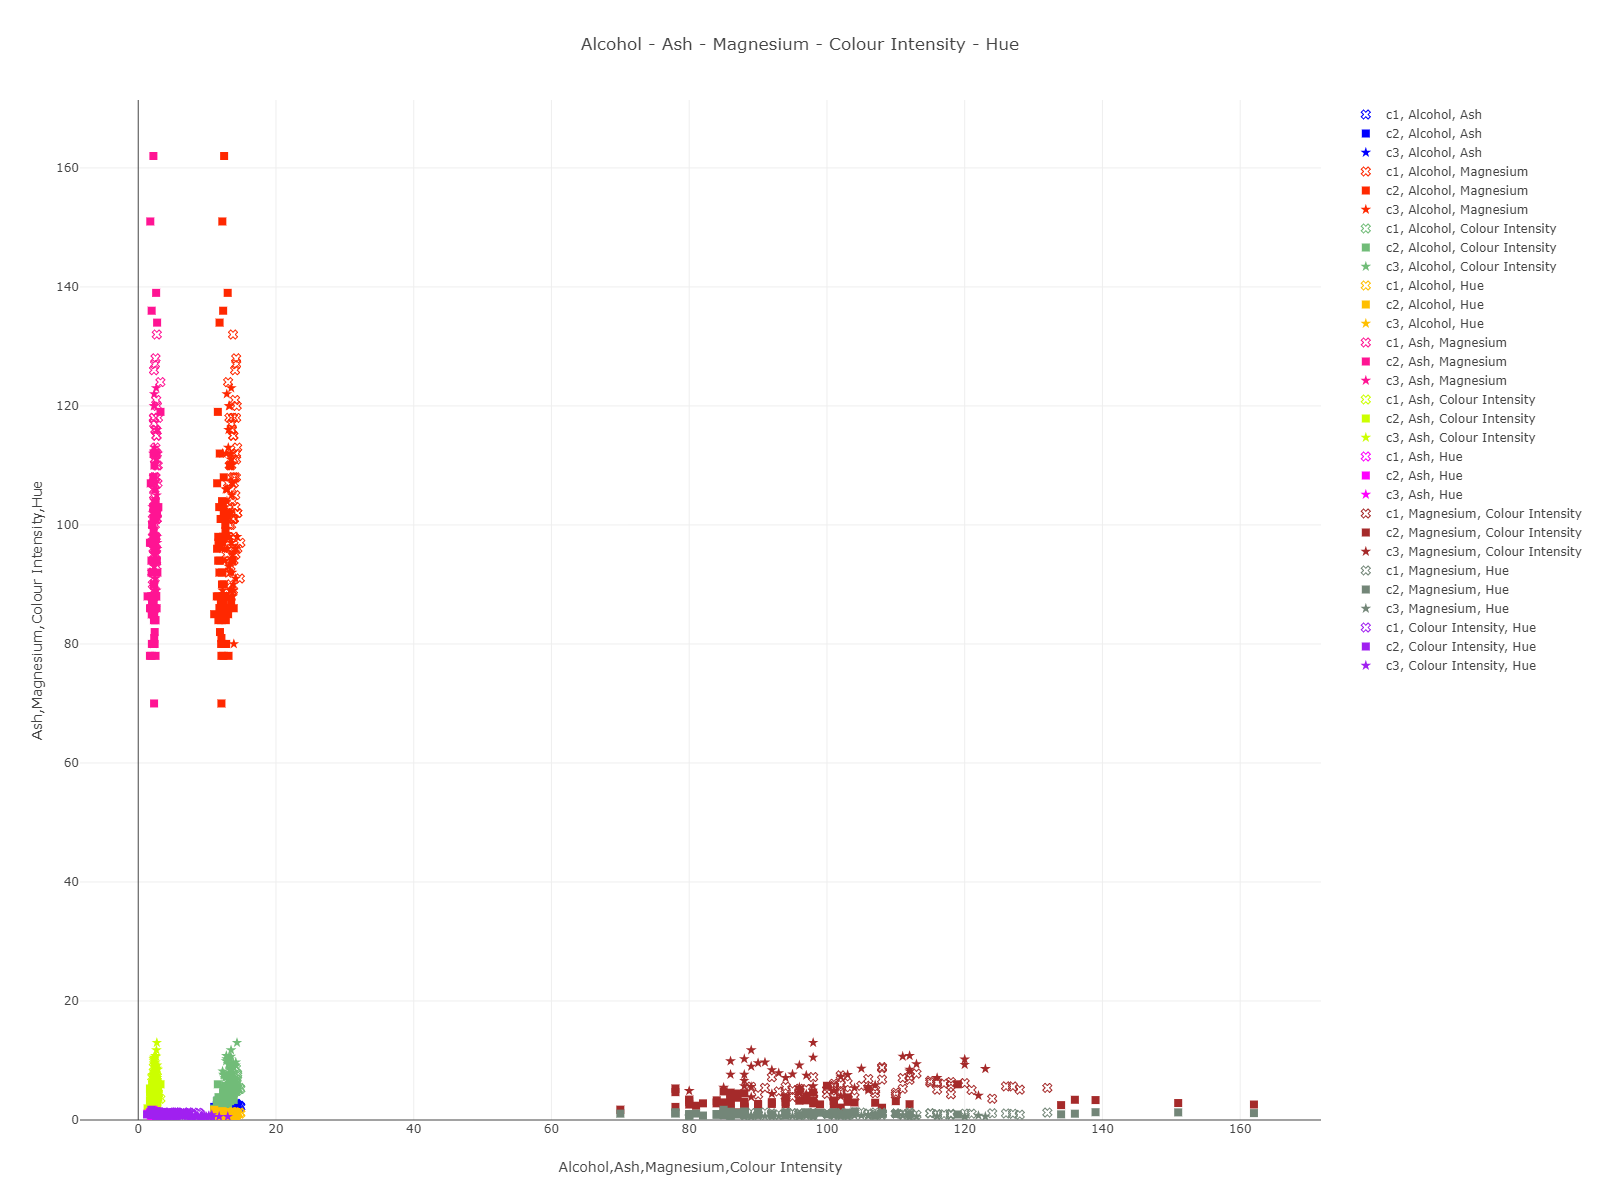 Alcohol - Ash - Magnesium - Colour Intensity - Hue
Ash,Magnesium,Colour Intensity,Hue
160
140
120
100
80
60
40
20
0
0 20 40 60 80 100 120 140 160
Alcohol,Ash,Magnesium,Colour Intensity
c1, Alcohol, Ash
c2, Alcohol, Ash
c3, Alcohol, Ash
c1, Alcohol, Magnesium
c2, Alcohol, Magnesium
c3, Alcohol, Magnesium
c1, Alcohol, Colour Intensity
c2, Alcohol, Colour Intensity
c3, Alcohol, Colour Intensity
c1, Alcohol, Hue
c2, Alcohol, Hue
c3, Alcohol, Hue
c1, Ash, Magnesium
c2, Ash, Magnesium
c3, Ash, Magnesium
c1, Ash, Colour Intensity
c2, Ash, Colour Intensity
c3, Ash, Colour Intensity
c1, Ash, Hue
c2, Ash, Hue
c3, Ash, Hue
c1, Magnesium, Colour Intensity
c2, Magnesium, Colour Intensity
c3, Magnesium, Colour Intensity
c1, Magnesium, Hue
c2, Magnesium, Hue
c3, Magnesium, Hue
c1, Colour Intensity, Hue
c2, Colour Intensity, Hue
c3, Colour Intensity, Hue